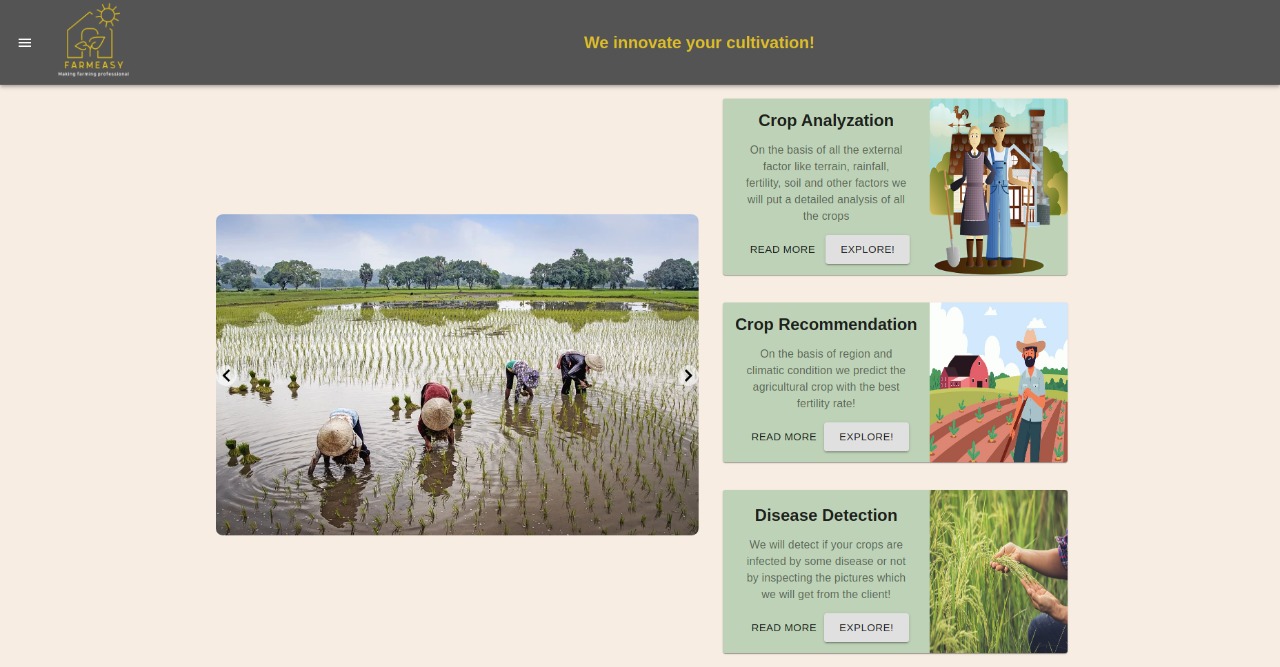 FARMEASY
Making farming professional
We innovate your cultivation!
Crop Analyzation
On the basis of all the external
factor like terrain, rainfall,
fertility, soil and other factors we
will put a detailed analysis of all
the crops
READ MORE EXPLORE!
Crop Recommendation
On the basis of region and
climatic condition we predict the
agricultural crop with the best
fertility rate!
READ MORE EXPLORE!
Disease Detection
We will detect if your crops are
infected by some disease or not
by inspecting the pictures which
we will get from the client!
READ MORE EXPLORE!